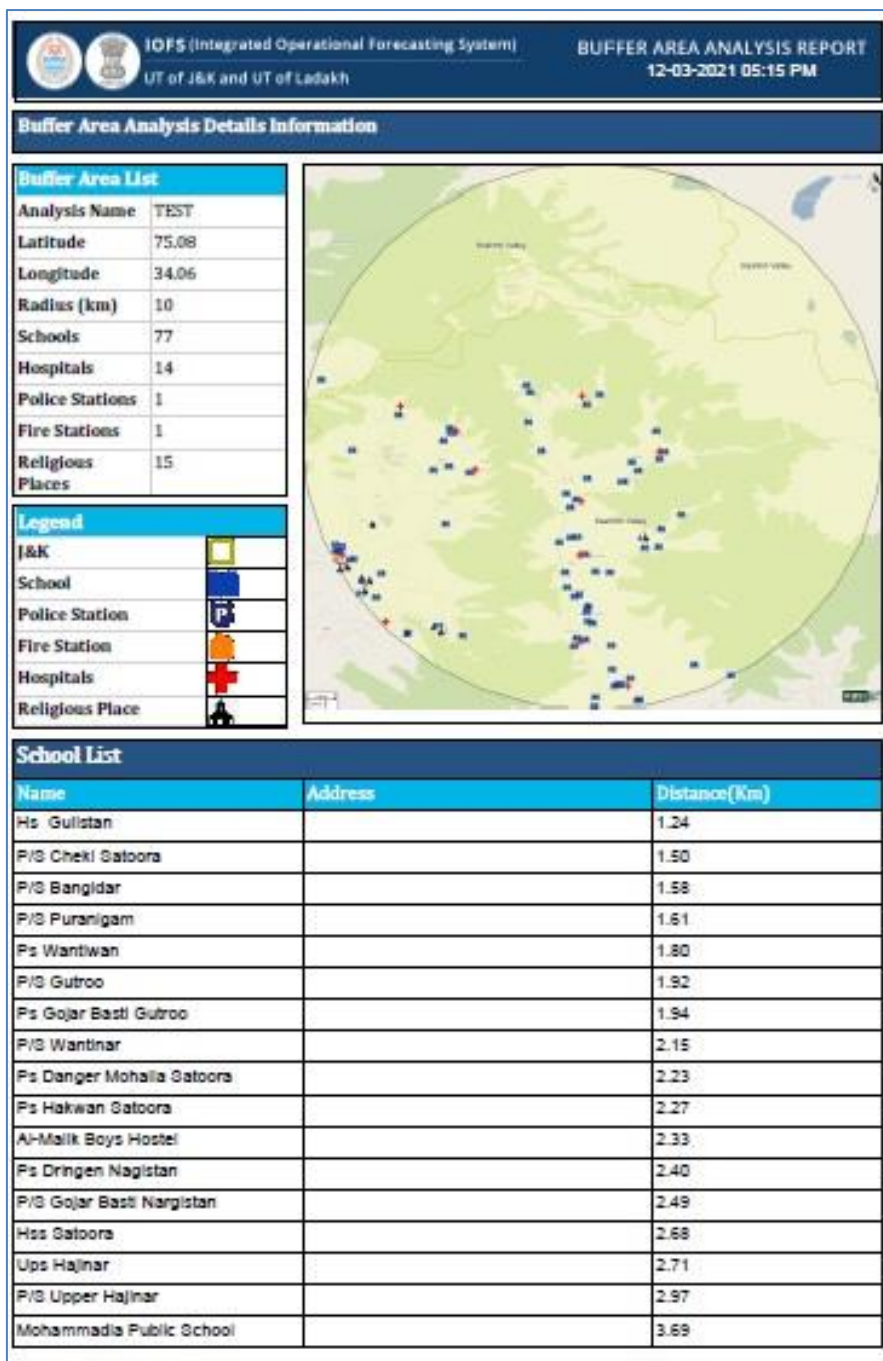 IOFS (Integrated Operational Forecasting System)
UT of J&K and UT of Ladakh
BUFFER AREA ANALYSIS REPORT
12-03-2021 05:15 PM
Buffer Area Analysis Details Information
Buffer Area List
Analysis Name TEST
Latitude 75.08
Longitude 34.06
Radius (km) 10
Schools 77
Hospitals 14
Police Stations 1
Fire Stations 1
Religious 15
Places
Legend
J&K
School
Police Station P
Fire Station
Hospitals
Religious Place
School List
Name Address Distance(Km)
Hs Gulistan 1.24
P/S Cheki Satoora 1.50
P/S Bangidar 1.58
P/S Puranigam 1.61
Ps Wantiwan 1.80
P/S Gutroo 1.92
Ps Gojar Basti Gutroo 1.94
P/S Wantinar 2.15
Ps Danger Mohalla Satoora 2.23
Ps Hakwan Satoora 2.27
Al-Malik Boys Hostel 2.33
Ps Dringen Nagistan 2.40
P/S Gojar Basti Nargistan 2.49
Hss Satoora 2.68
Ups Hajinar 2.71
P/S Upper Hajinar 2.97
Mohammadia Public School 3.69